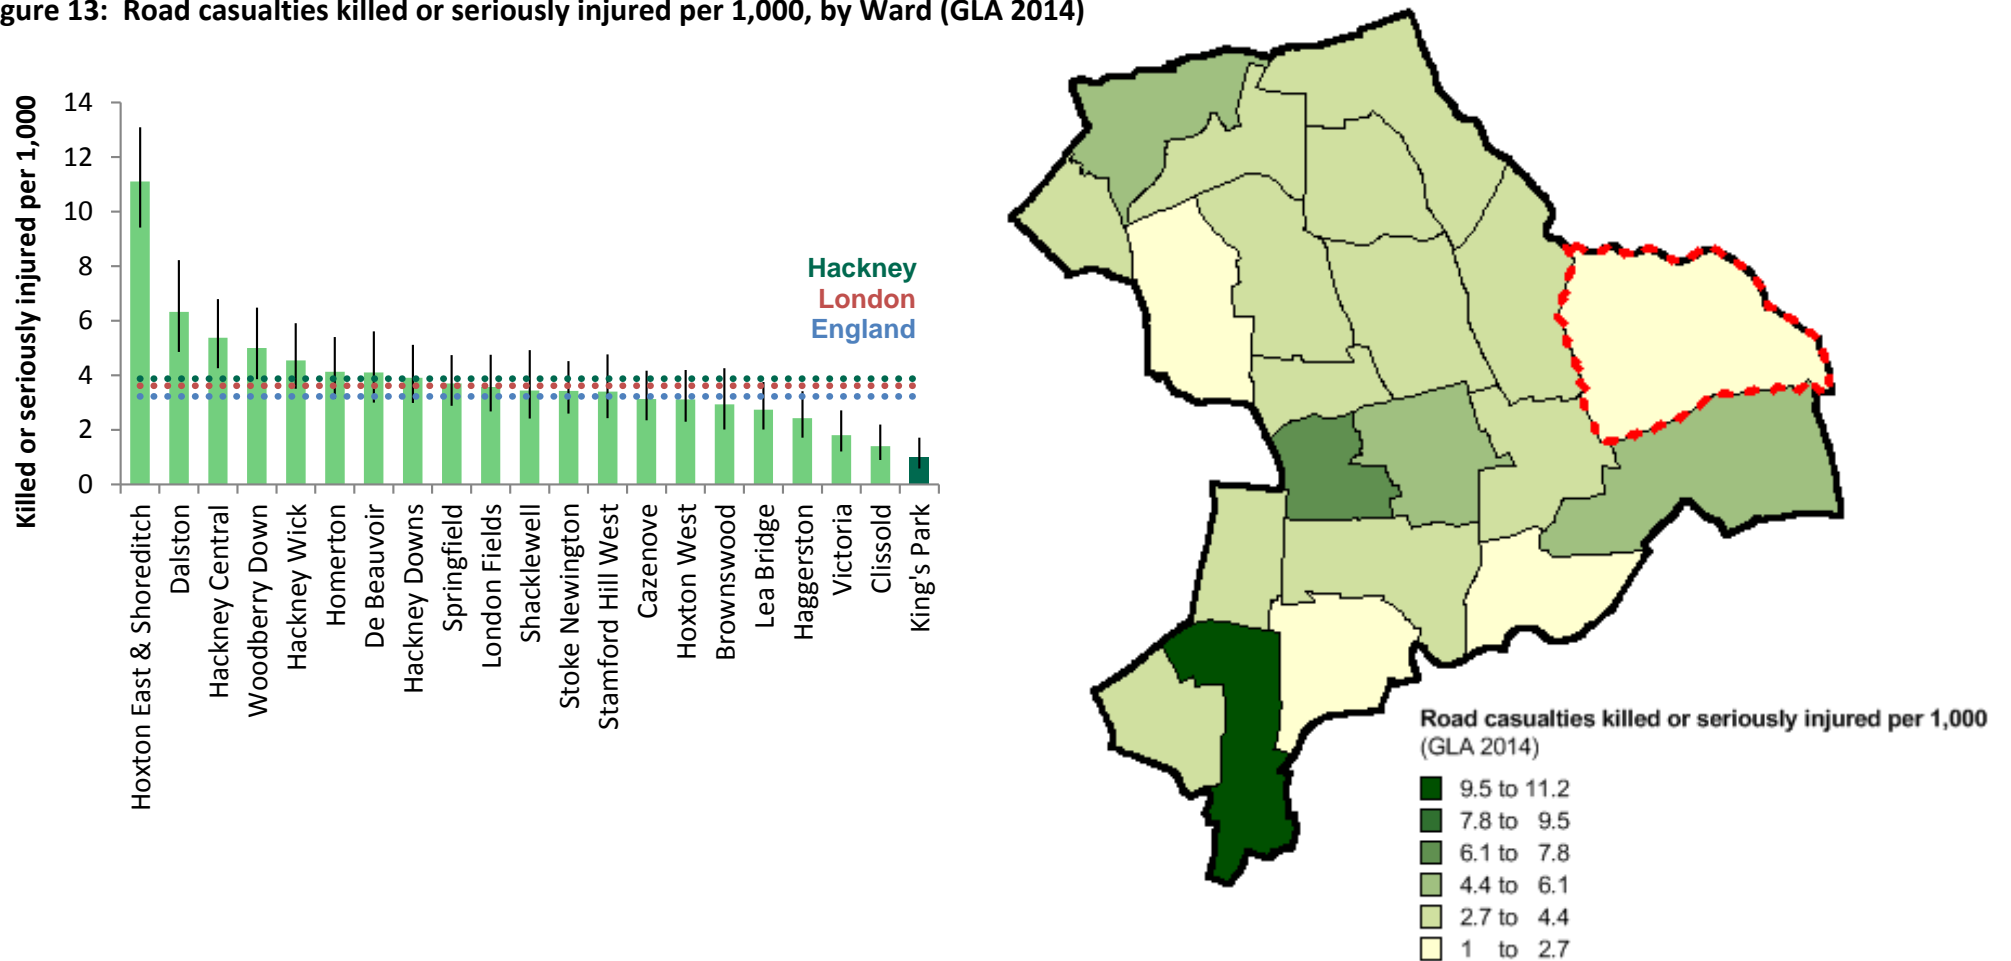 gure 13: Road casualties killed or seriously injured per 1,000, by Ward (GLA 2014)
Killed or seriously injured per 1,000
14
12
10
8
6
4
2
0
Hackney
London
England
Hoxton East & Shoreditch
Dalston
Hackney Central
Woodberry Down
Hackney Wick
Homerton
De Beauvoir
Hackney Downs
Springfield
London Fields
Shacklewell
Stoke Newington
Stamford Hill West
Cazenove
Hoxton West
Brownswood
Lea Bridge
Haggerston
Victoria
Clissold
King's Park
Road casualties killed or seriously injured per 1,000
(GLA 2014)
9.5 to 11.2
7.8 to 9.5
6.1 to 7.8
4.4 to 6.1
2.7 to 4.4
1 to 2.7